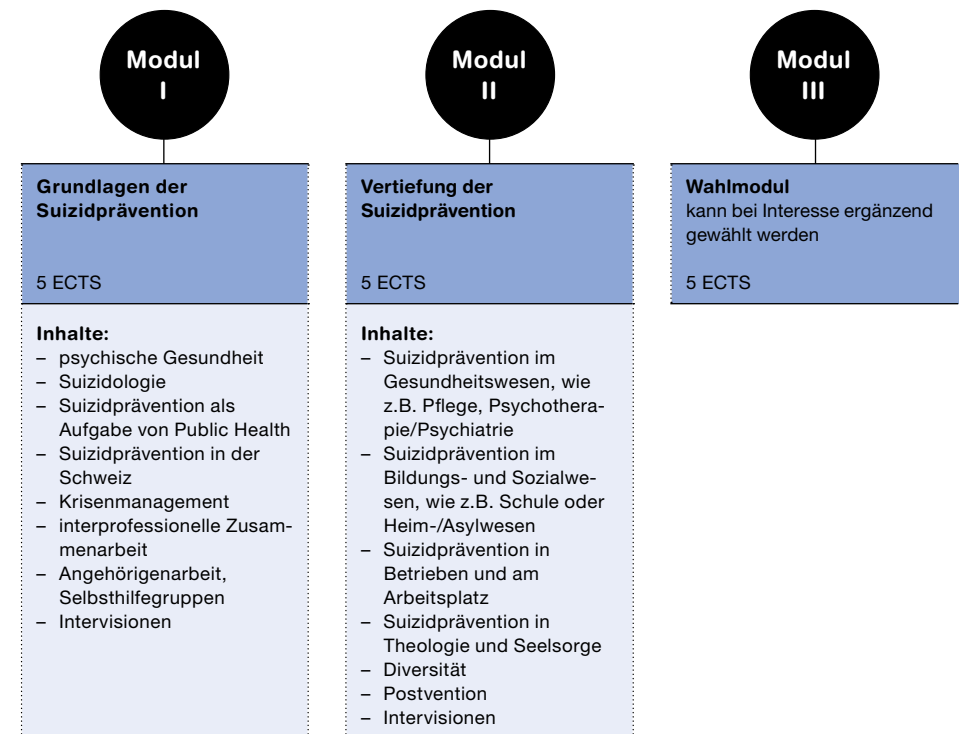 Modul
I
Grundlagen der
Suizidprävention
5 ECTS
Inhalte:
– psychische Gesundheit
– Suizidologie
– Suizidprävention als
Aufgabe von Public Health
– Suizidprävention in der
Schweiz
– Krisenmanagement
– interprofessionelle Zusam-
menarbeit
– Angehörigenarbeit,
Selbsthilfegruppen
– Intervisionen
Modul
II
Vertiefung der
Suizidprävention
5 ECTS
Inhalte:
– Suizidprävention im
Gesundheitswesen, wie
z.B. Pflege, Psychothera-
pie/Psychiatrie
– Suizidprävention im
Bildungs- und Sozialwe-
sen, wie z.B. Schule oder
Heim-/Asylwesen
– Suizidprävention in
Betrieben und am
Arbeitsplatz
– Suizidprävention in
Theologie und Seelsorge
– Diversität
– Postvention
– Intervisionen
Modul
III
Wahlmodul
kann bei Interesse ergänzend
gewählt werden
5 ECTS